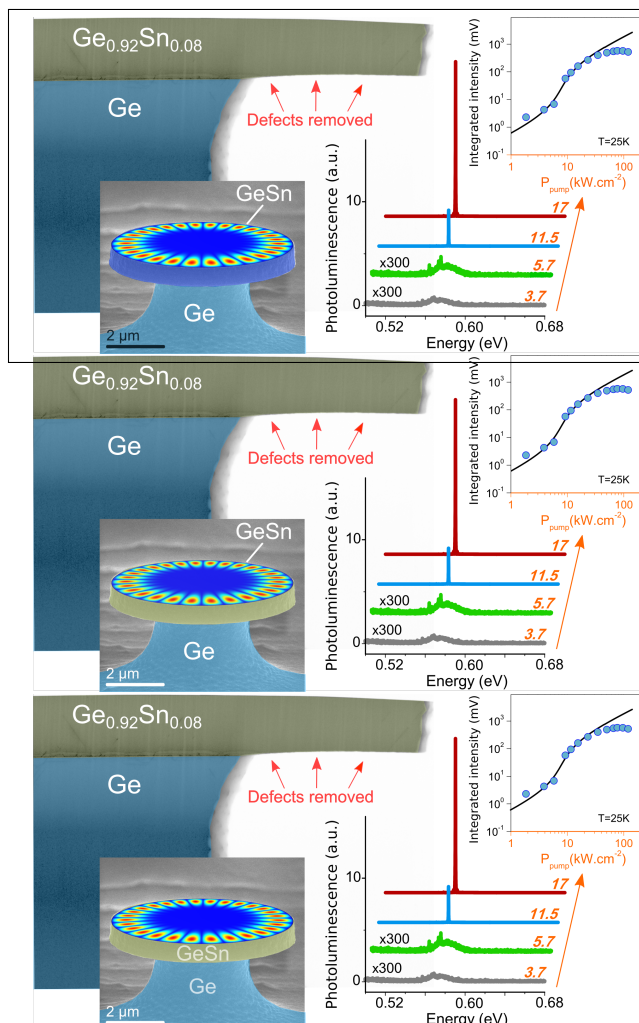 Ge0.92Sn0.08
Ge
Defects removed
GeSn
Ge
2 µm
Photoluminescence (a.u.)
10
0
x300
x300
17
11.5
5.7
3.7
0.52
0.60
0.68
Energy (eV)
Integrated intensity (mV)
10³
10²
10¹
10⁰
10⁻¹
1
10
100
T=25K
Ppump(kW.cm⁻²)
Ge0.92Sn0.08
Ge
Defects removed
GeSn
Ge
2 µm
Photoluminescence (a.u.)
10
0
x300
x300
17
11.5
5.7
3.7
0.52
0.60
0.68
Energy (eV)
Integrated intensity (mV)
10³
10²
10¹
10⁰
10⁻¹
1
10
100
T=25K
Ppump(kW.cm⁻²)
Ge0.92Sn0.08
Ge
Defects removed
GeSn
Ge
2 µm
Photoluminescence (a.u.)
10
0
x300
x300
17
11.5
5.7
3.7
0.52
0.60
0.68
Energy (eV)
Integrated intensity (mV)
10³
10²
10¹
10⁰
10⁻¹
1
10
100
T=25K
Ppump(kW.cm⁻²)